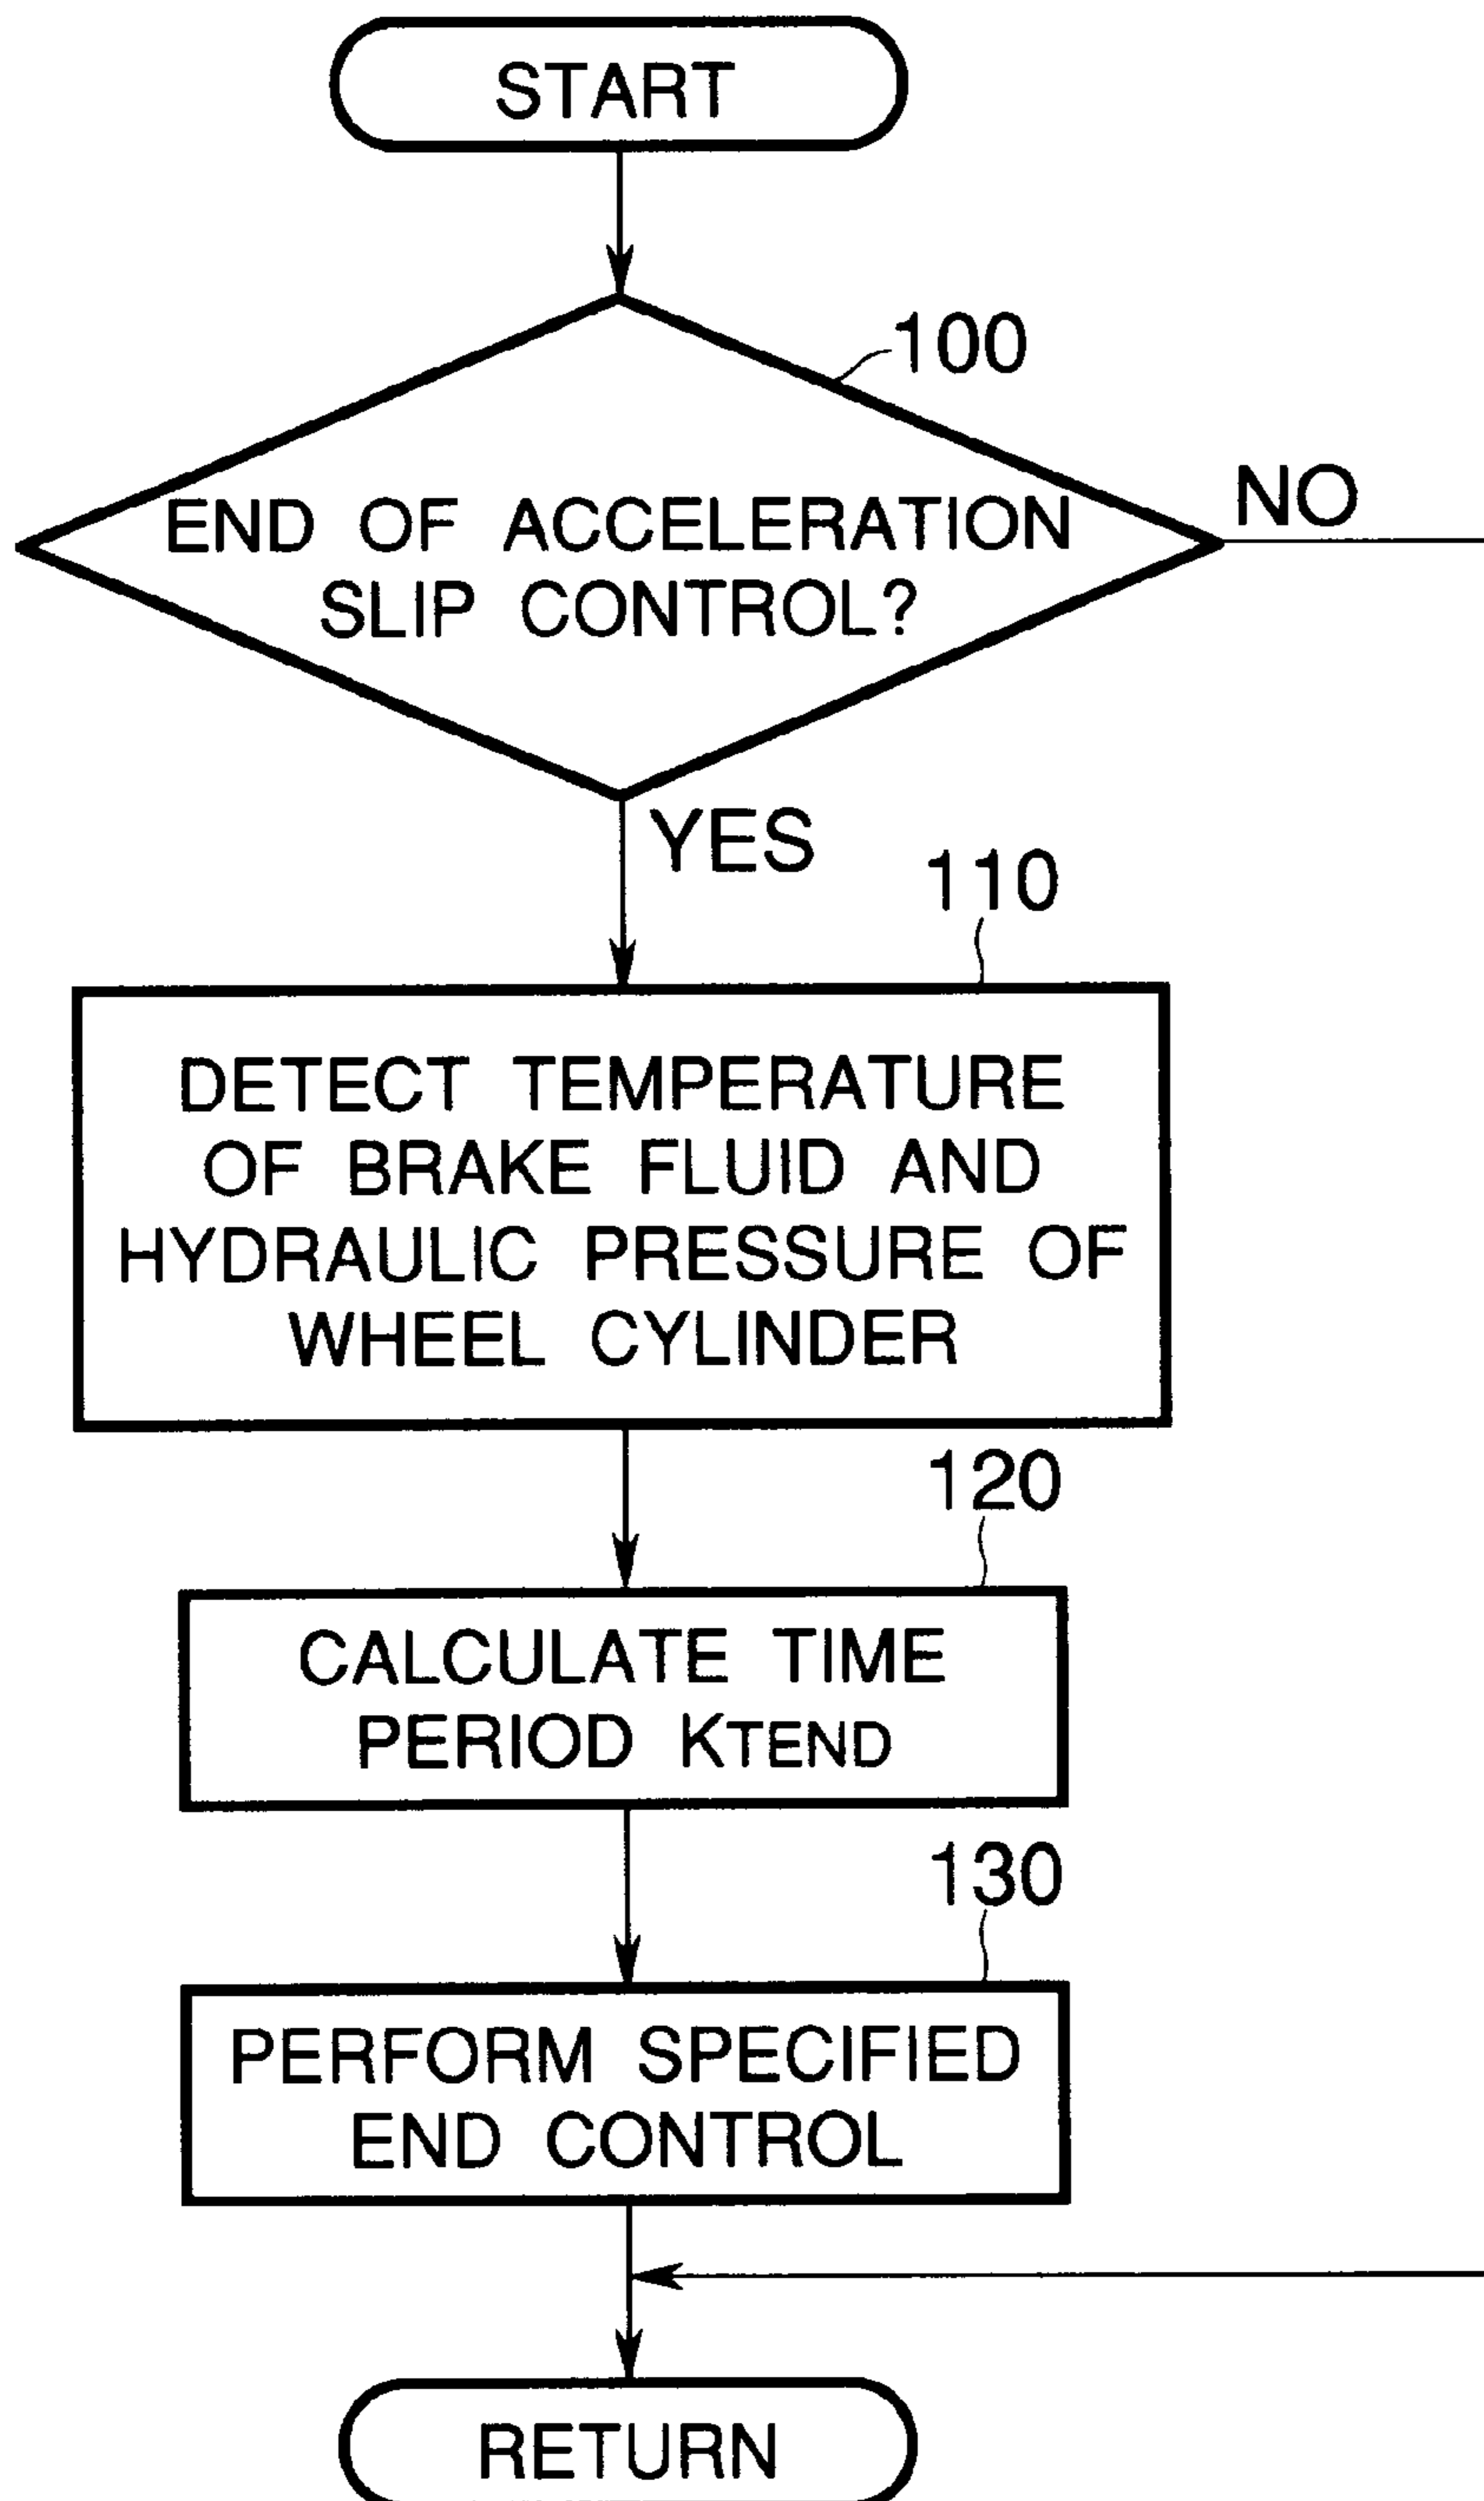 START
100
END OF ACCELERATION
SLIP CONTROL?
NO
YES
110
DETECT TEMPERATURE
OF BRAKE FLUID AND
HYDRAULIC PRESSURE OF
WHEEL CYLINDER
120
CALCULATE TIME
PERIOD KTEND
130
PERFORM SPECIFIED
END CONTROL
RETURN